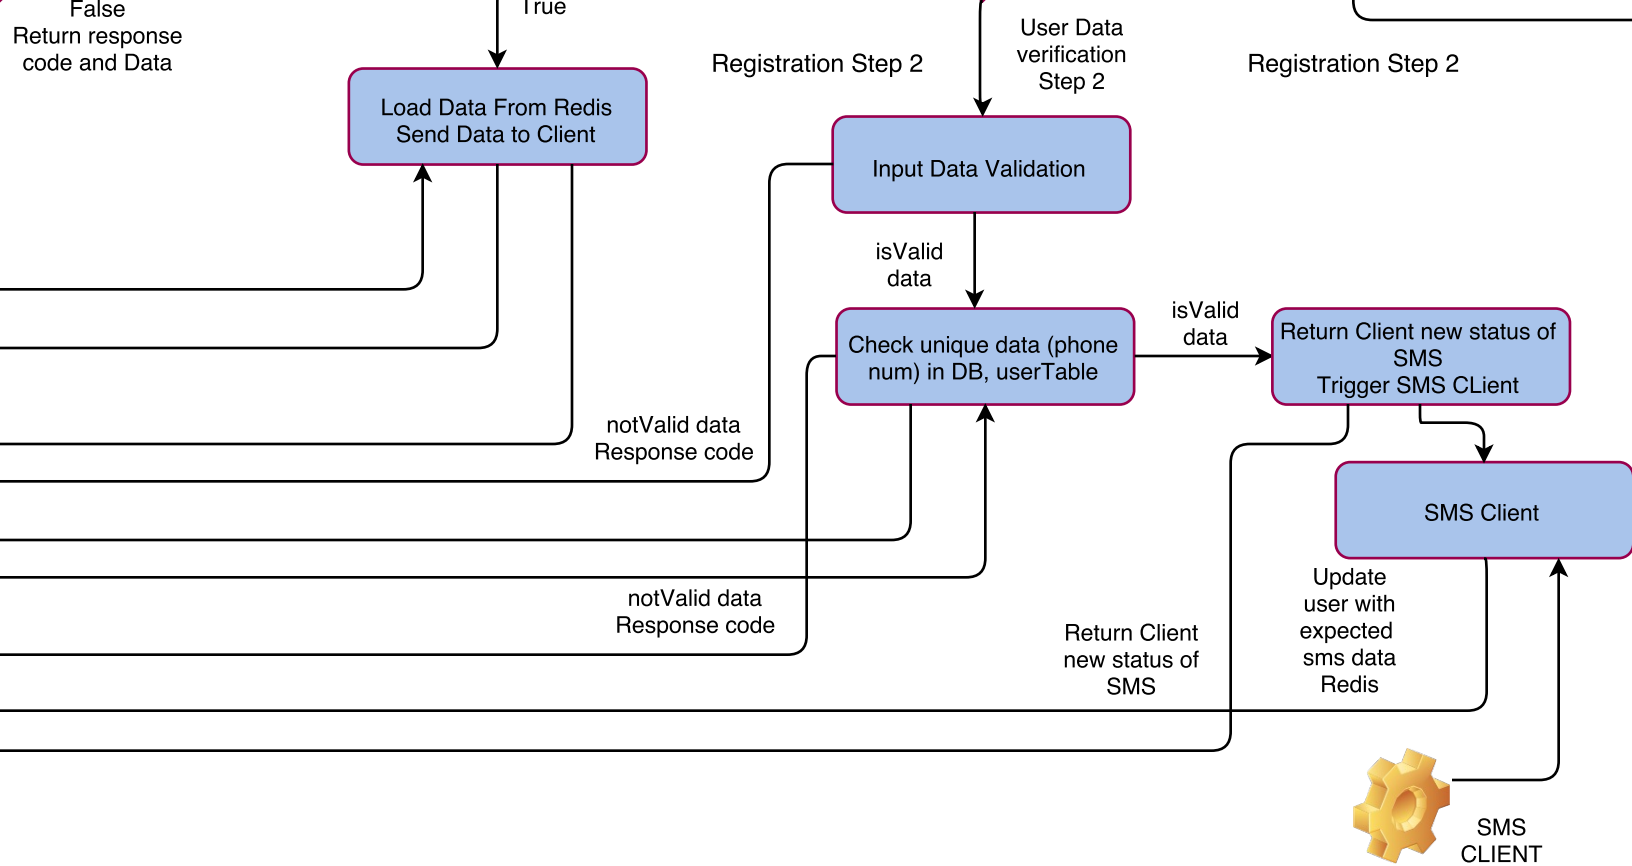 False
Return response
code and Data
True
Registration Step 2
User Data
verification
Step 2
Registration Step 2
Load Data From Redis
Send Data to Client
Input Data Validation
isValid
data
Check unique data (phone
num) in DB, userTable
isValid
data
Return Client new status of
SMS
Trigger SMS CLient
notValid data
Response code
SMS Client
notValid data
Response code
Return Client
new status of
SMS
Update
user with
expected
sms data
Redis
SMS
CLIENT